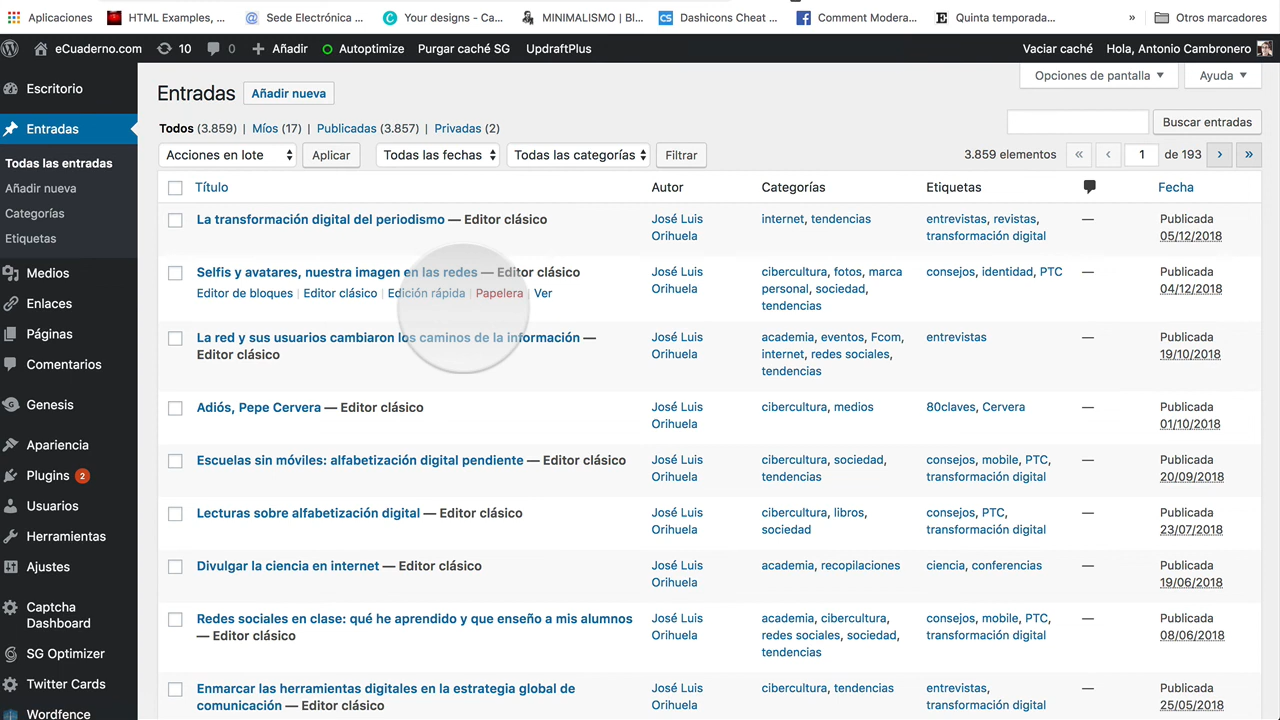 Aplicaciones HTML Examples, ... Sede Electrónica ... Your designs - Ca... MINIMALISMO | Bl... Dashicons Cheat ... Comment Modera... Quinta temporada... » Otros marcadores
eCuaderno.com 10 0 Añadir Autoptimize Purgar caché SG UpdraftPlus Vaciar caché Hola, Antonio Cambronero
Opciones de pantalla Ayuda
Escritorio
Entradas
Todas las entradas
Añadir nueva
Categorías
Etiquetas
Medios
Enlaces
Páginas
Comentarios
Genesis
Apariencia
Plugins 2
Usuarios
Herramientas
Ajustes
Captcha
Dashboard
SG Optimizer
Twitter Cards
Wordfence
Entradas Añadir nueva
Todos (3.859) | Míos (17) | Publicadas (3.857) | Privadas (2)
Buscar entradas
Acciones en lote Aplicar Todas las fechas Todas las categorías Filtrar 3.859 elementos « ‹ 1 de 193 › »
Título Autor Categorías Etiquetas Fecha
La transformación digital del periodismo — Editor clásico José Luis internet, tendencias entrevistas, revistas, — Publicada
Orihuela transformación digital 05/12/2018
Selfis y avatares, nuestra imagen en las redes — Editor clásico José Luis cibercultura, fotos, marca consejos, identidad, PTC — Publicada
Editor de bloques | Editor clásico | Edición rápida | Papelera | Ver Orihuela personal, sociedad, 04/12/2018
tendencias
La red y sus usuarios cambiaron los caminos de la información — José Luis academia, eventos, Fcom, entrevistas — Publicada
Editor clásico Orihuela internet, redes sociales, 19/10/2018
tendencias
Adiós, Pepe Cervera — Editor clásico José Luis cibercultura, medios 80claves, Cervera — Publicada
Orihuela 01/10/2018
Escuelas sin móviles: alfabetización digital pendiente — Editor clásico José Luis cibercultura, sociedad, consejos, mobile, PTC, — Publicada
Orihuela tendencias transformación digital 20/09/2018
Lecturas sobre alfabetización digital — Editor clásico José Luis cibercultura, libros, consejos, PTC, — Publicada
Orihuela sociedad transformación digital 23/07/2018
Divulgar la ciencia en internet — Editor clásico José Luis academia, recopilaciones ciencia, conferencias — Publicada
Orihuela 19/06/2018
Redes sociales en clase: qué he aprendido y que enseño a mis alumnos José Luis academia, cibercultura, consejos, mobile, PTC, — Publicada
— Editor clásico Orihuela redes sociales, sociedad, transformación digital 08/06/2018
tendencias
Enmarcar las herramientas digitales en la estrategia global de José Luis cibercultura, tendencias entrevistas, — Publicada
comunicación — Editor clásico Orihuela transformación digital 25/05/2018